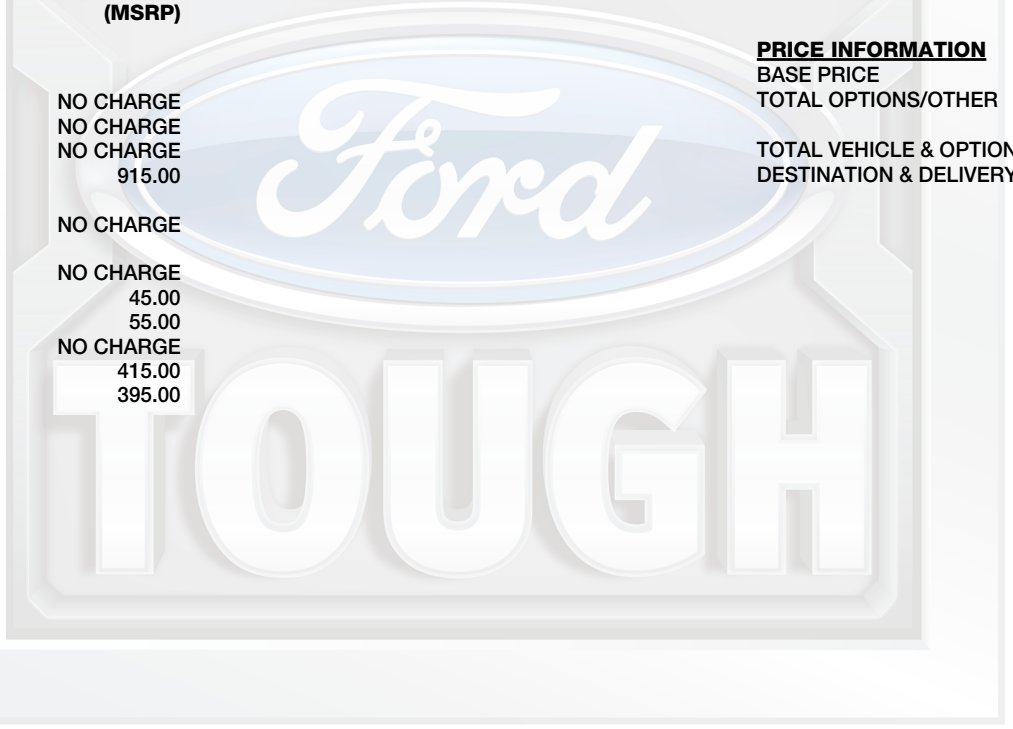 (MSRP)
NO CHARGE
NO CHARGE
NO CHARGE
915.00
NO CHARGE
NO CHARGE
45.00
55.00
NO CHARGE
415.00
395.00
PRICE INFORMATION
BASE PRICE
TOTAL OPTIONS/OTHER
TOTAL VEHICLE & OPTION
DESTINATION & DELIVERY
Ford
TOUGH